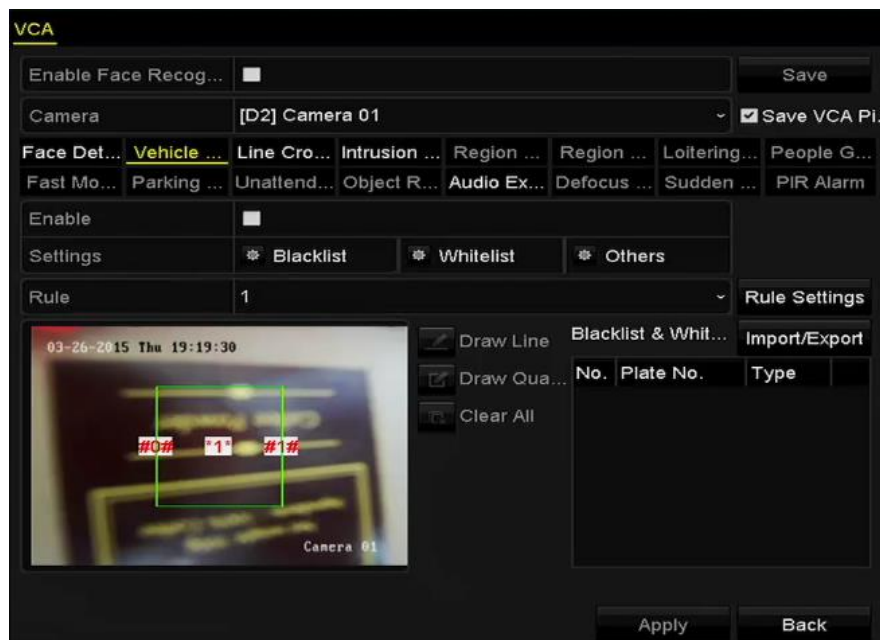 VCA
Enable Face Recog...
Save
Camera [D2] Camera 01
Save VCA Pi.
Face Det... Vehicle ... Line Cro... Intrusion ... Region ... Region ... Loitering... People G...
Fast Mo... Parking ... Unattend... Object R... Audio Ex... Defocus ... Sudden ... PIR Alarm
Enable
Settings Blacklist Whitelist Others
Rule 1 Rule Settings
03-26-2015 Thu 19:19:30
Draw Line Blacklist & Whit... Import/Export
Draw Qua... No. Plate No. Type
Clear All
#0# *1* #1#
Camera 01
Apply Back